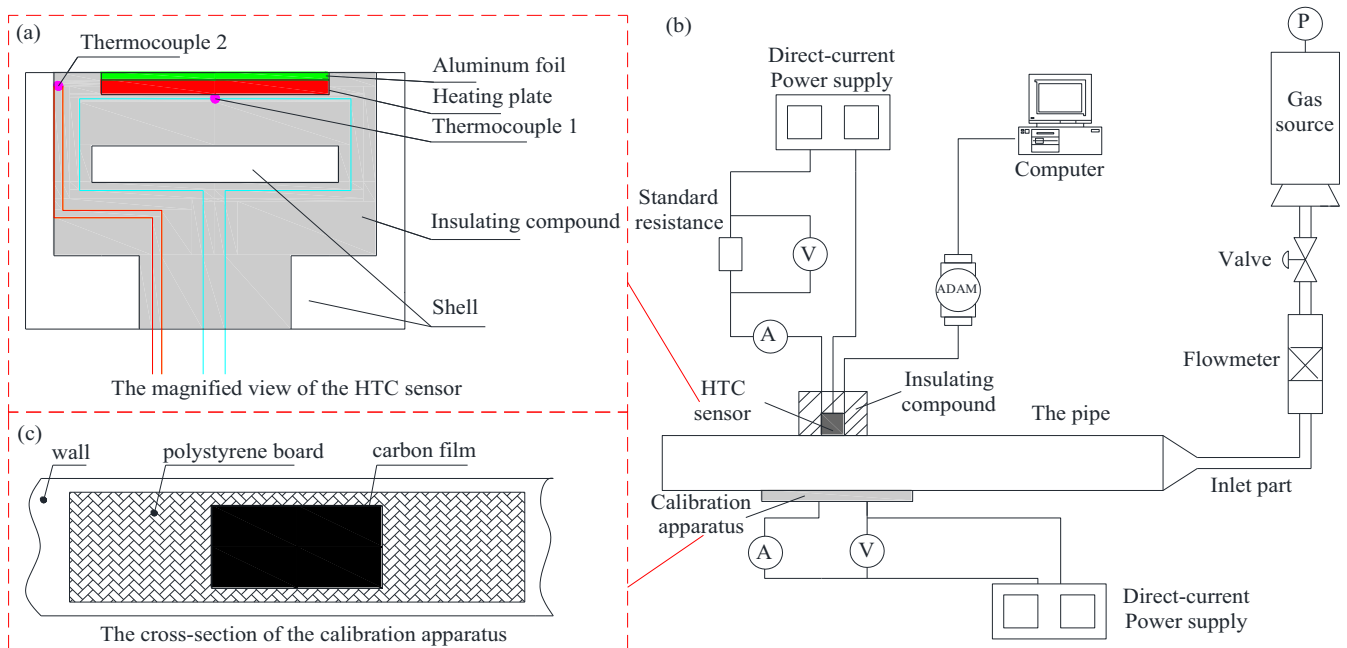 (a)
Thermocouple 2
Aluminum foil
Heating plate
Thermocouple 1
Insulating compound
Shell
The magnified view of the HTC sensor
(b)
Direct-current
Power supply
P
Gas
source
Computer
Standard
resistance
V
ADAM
Valve
A
Flowmeter
HTC
sensor
Insulating
compound
The pipe
Inlet part
Calibration
apparatus
A
V
Direct-current
Power supply
(c)
wall
polystyrene board
carbon film
The cross-section of the calibration apparatus